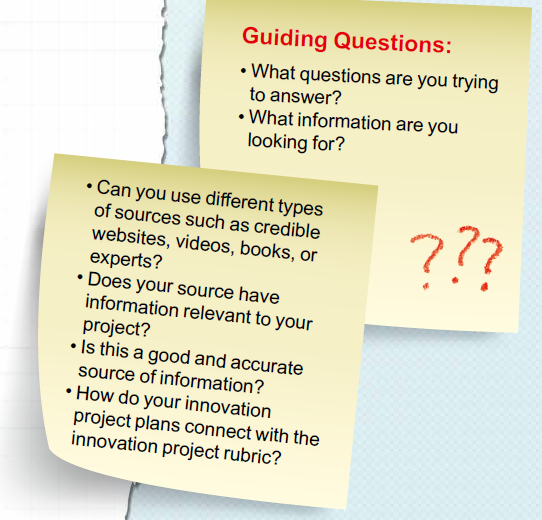 Guiding Questions:
• What questions are you trying
to answer?
• What information are you
looking for?
???
• Can you use different types
of sources such as credible
websites, videos, books, or
experts?
• Does your source have
information relevant to your
project?
• Is this a good and accurate
source of information?
• How do your innovation
project plans connect with the
innovation project rubric?